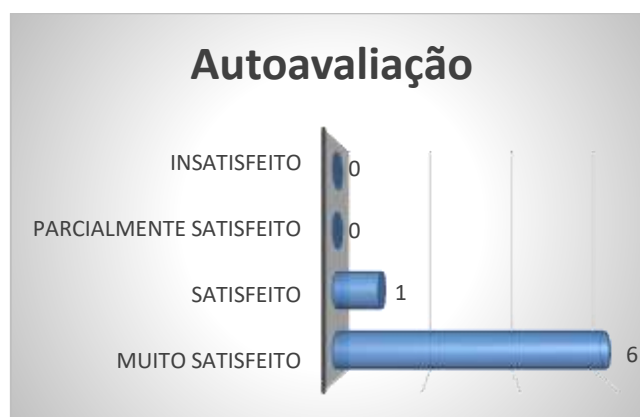 Autoavaliação
INSATISFEITO 0
PARCIALMENTE SATISFEITO 0
SATISFEITO 1
MUITO SATISFEITO 6